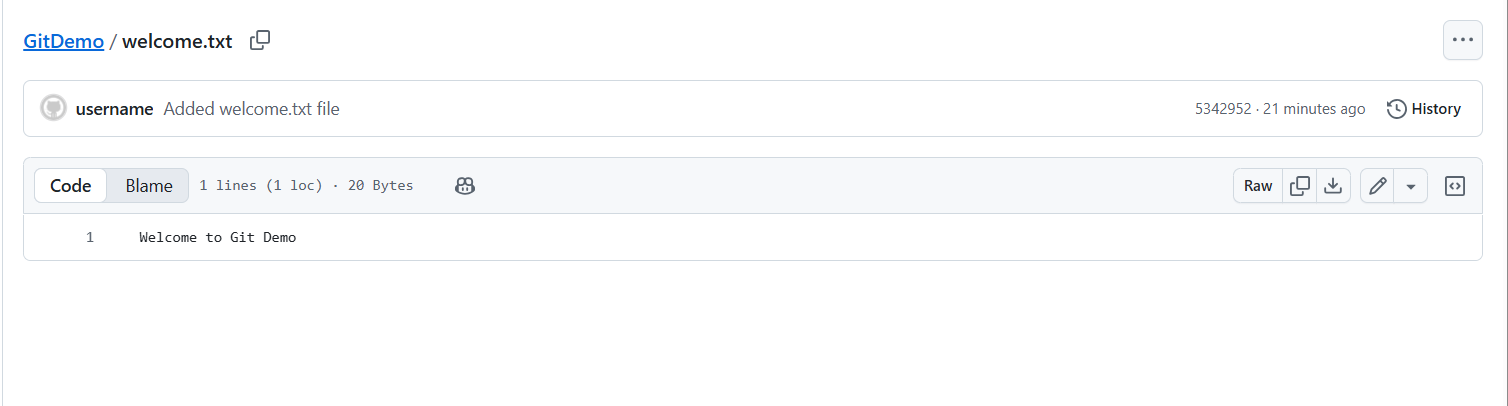 GitDemo / welcome.txt
username Added welcome.txt file 5342952 · 21 minutes ago History
Code Blame 1 lines (1 loc) · 20 Bytes Raw
1 Welcome to Git Demo